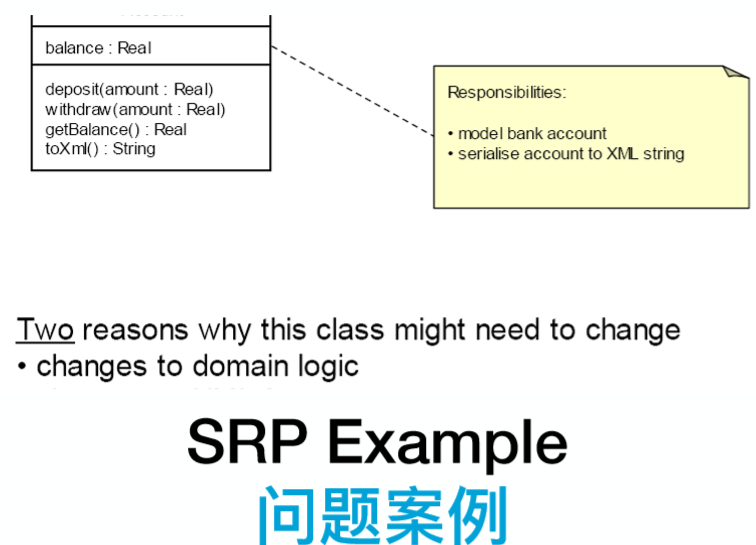 balance : Real
deposit(amount : Real)
withdraw(amount : Real)
getBalance() : Real
toXml() : String
Responsibilities:
• model bank account
• serialise account to XML string
Two reasons why this class might need to change
• changes to domain logic
SRP Example
问题案例